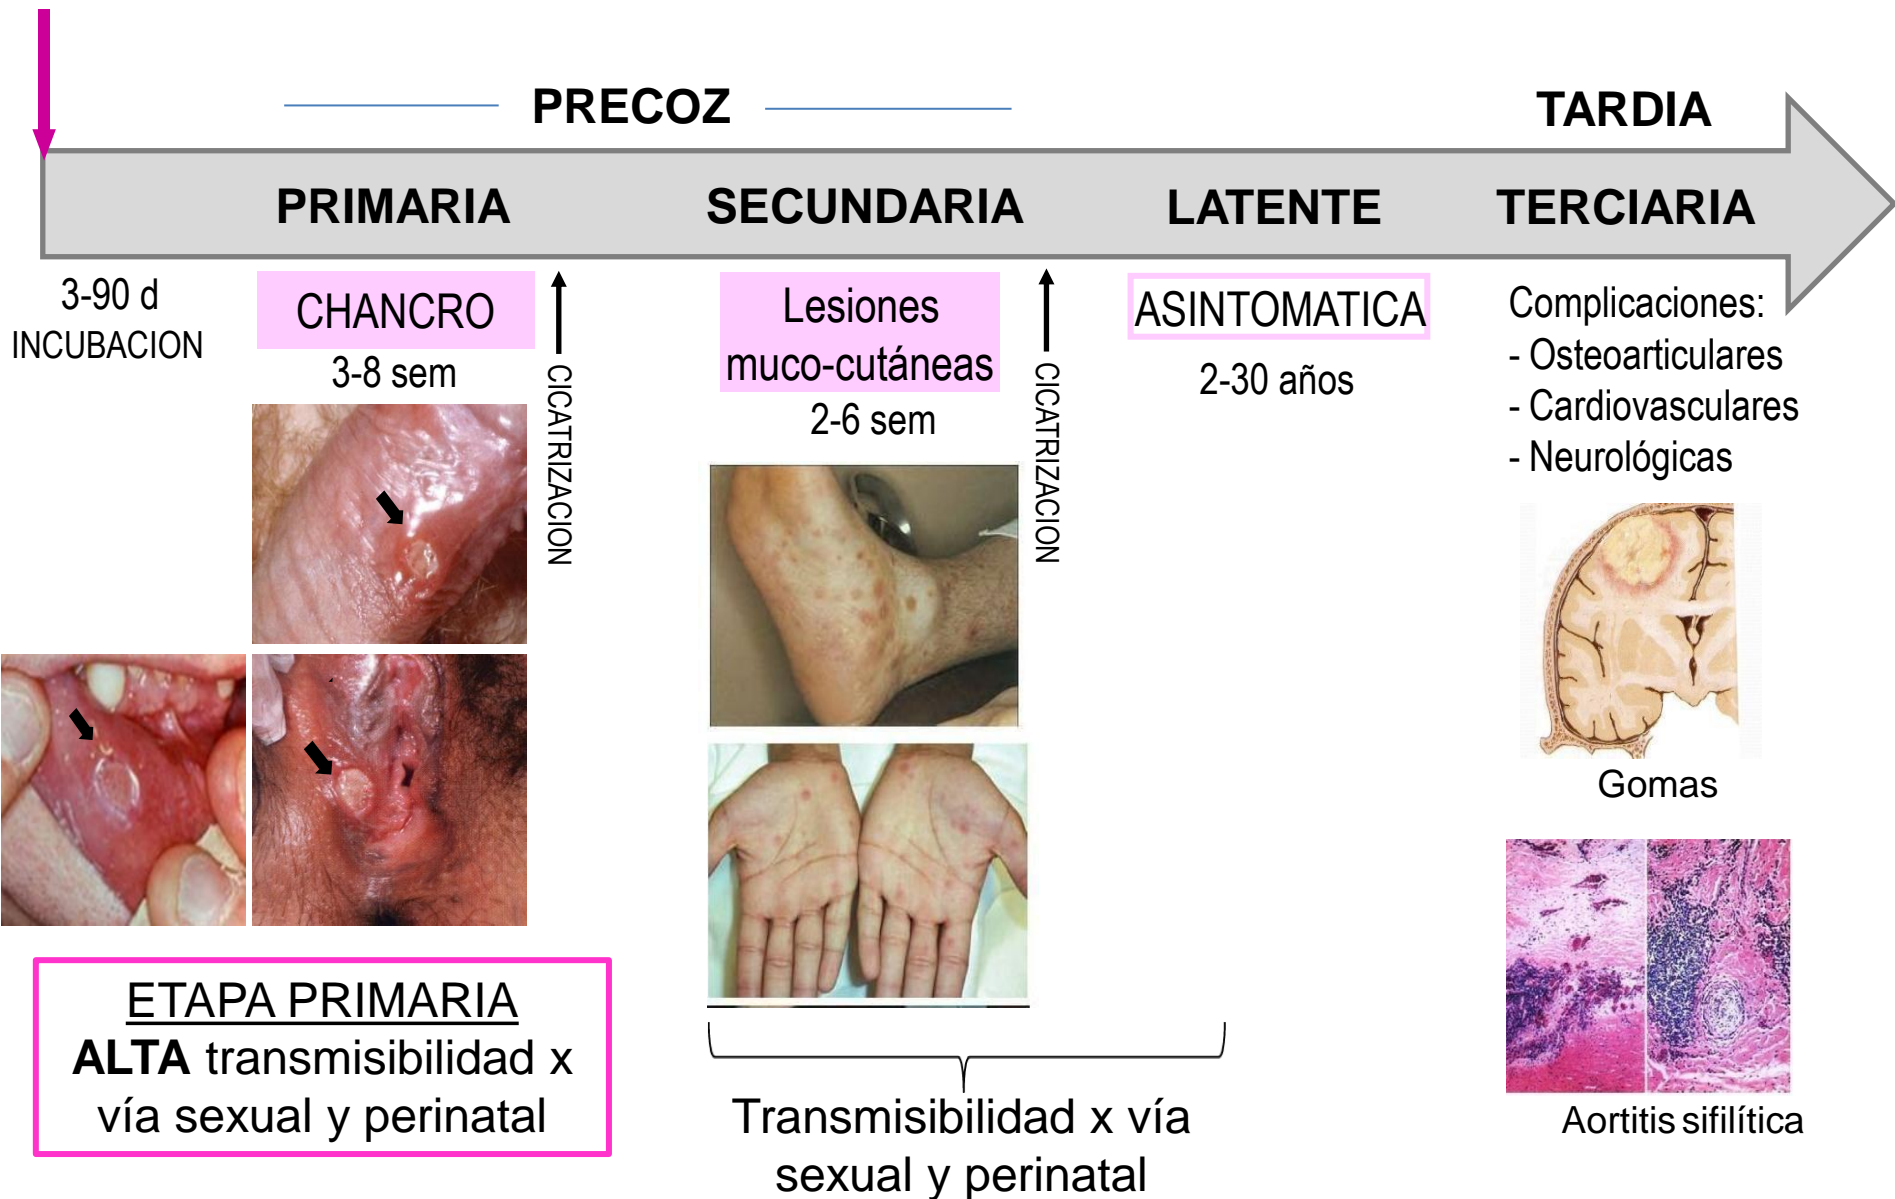 PRECOZ
TARDIA
PRIMARIA
SECUNDARIA
LATENTE
TERCIARIA
3-90 d
INCUBACION
CHANCRO
3-8 sem
CICATRIZACION
Lesiones
muco-cutáneas
2-6 sem
CICATRIZACION
ASINTOMATICA
2-30 años
Complicaciones:
- Osteoarticulares
- Cardiovasculares
- Neurológicas
Gomas
Aortitis sifilítica
ETAPA PRIMARIA
ALTA transmisibilidad x
vía sexual y perinatal
Transmisibilidad x vía
sexual y perinatal